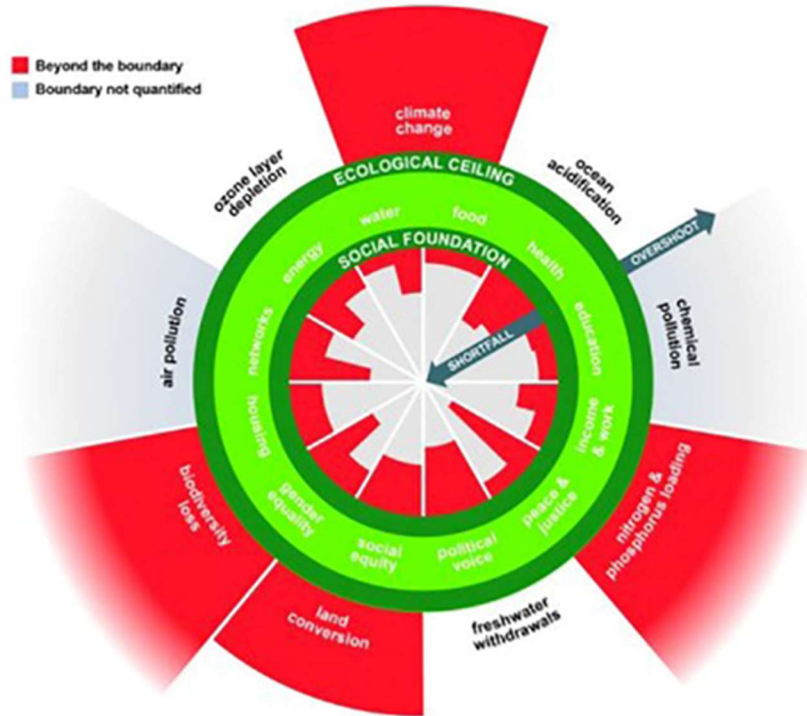 Beyond the boundary
Boundary not quantified
climate
change
ocean
acidification
chemical
pollution
nitrogen &
phosphorus loading
freshwater
withdrawals
land
conversion
biodiversity
loss
air pollution
ozone layer
depletion
OVERSHOOT
ECOLOGICAL CEILING
water
food
health
education
income
& work
peace &
justice
political
voice
social
equity
gender
equality
housing
networks
energy
SOCIAL FOUNDATION
SHORTFALL